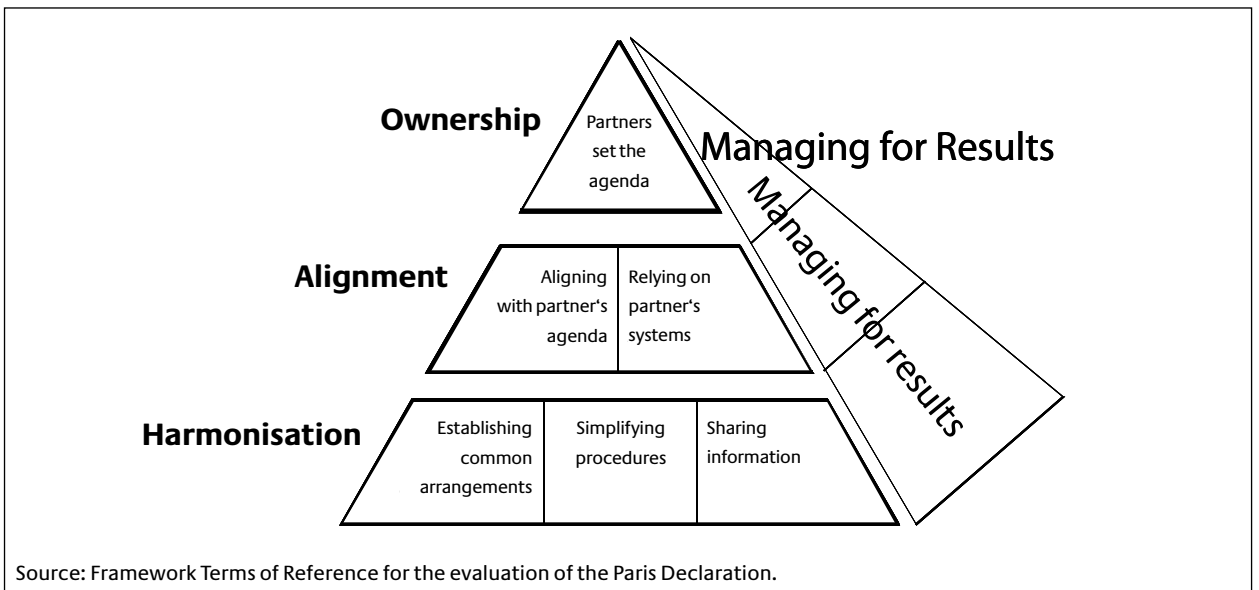 Ownership
Partners
set the
agenda
Managing for Results
Managing for results
Alignment
Aligning
with partner‘s
agenda
Relying on
partner‘s
systems
Harmonisation
Establishing
common
arrangements
Simplifying
procedures
Sharing
information
Source: Framework Terms of Reference for the evaluation of the Paris Declaration.